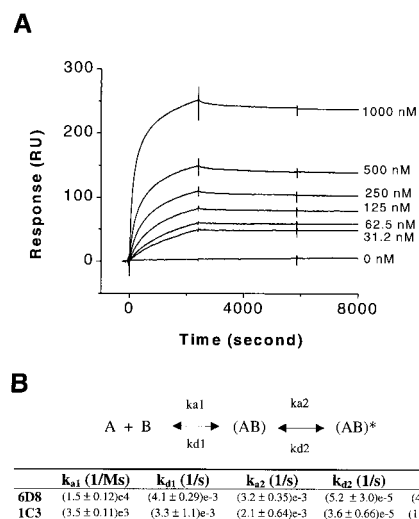 A
300
200
100
0
Response (RU)
1000 nM
500 nM
250 nM
125 nM
62.5 nM
31.2 nM
0 nM
0 4000 8000
Time (second)
B
ka1 ka2
A + B (AB) (AB)*
kd1 kd2
ka1 (1/Ms) kd1 (1/s) ka2 (1/s) kd2 (1/s)
6D8 (1.5 ± 0.12)e4 (4.1 ± 0.29)e-3 (3.2 ± 0.35)e-3 (5.2 ± 3.0)e-5 (4
1C3 (3.5 ± 0.11)e3 (3.3 ± 1.1)e-3 (2.1 ± 0.64)e-3 (3.6 ± 0.66)e-5 (1